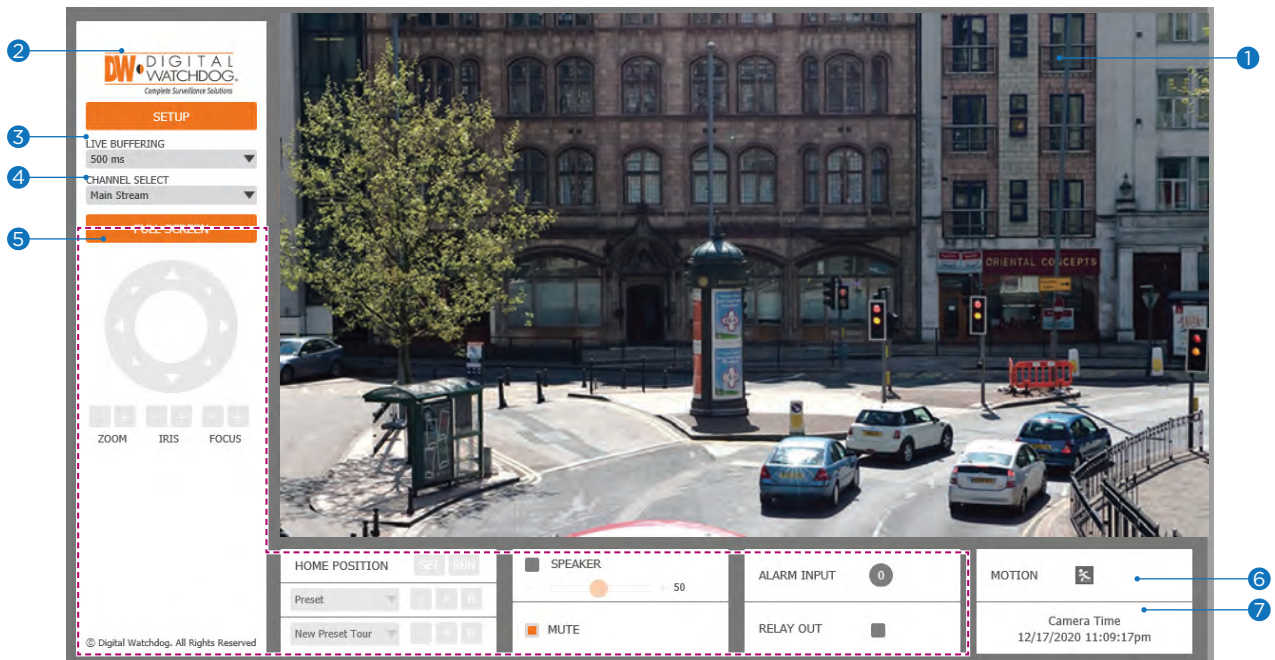 2
1
DW DIGITAL
WATCHDOG®
Complete Surveillance Solutions
SETUP
3
LIVE BUFFERING
500 ms
4
CHANNEL SELECT
Main Stream
5
FULL SCREEN
ZOOM IRIS FOCUS
© Digital Watchdog. All Rights Reserved
ORIENTAL CONCEPTS
HOME POSITION SET RUN
Preset - + R
New Preset Tour - + R
SPEAKER
+ 50
MUTE
ALARM INPUT 0
RELAY OUT
MOTION
6
7
Camera Time
12/17/2020 11:09:17pm